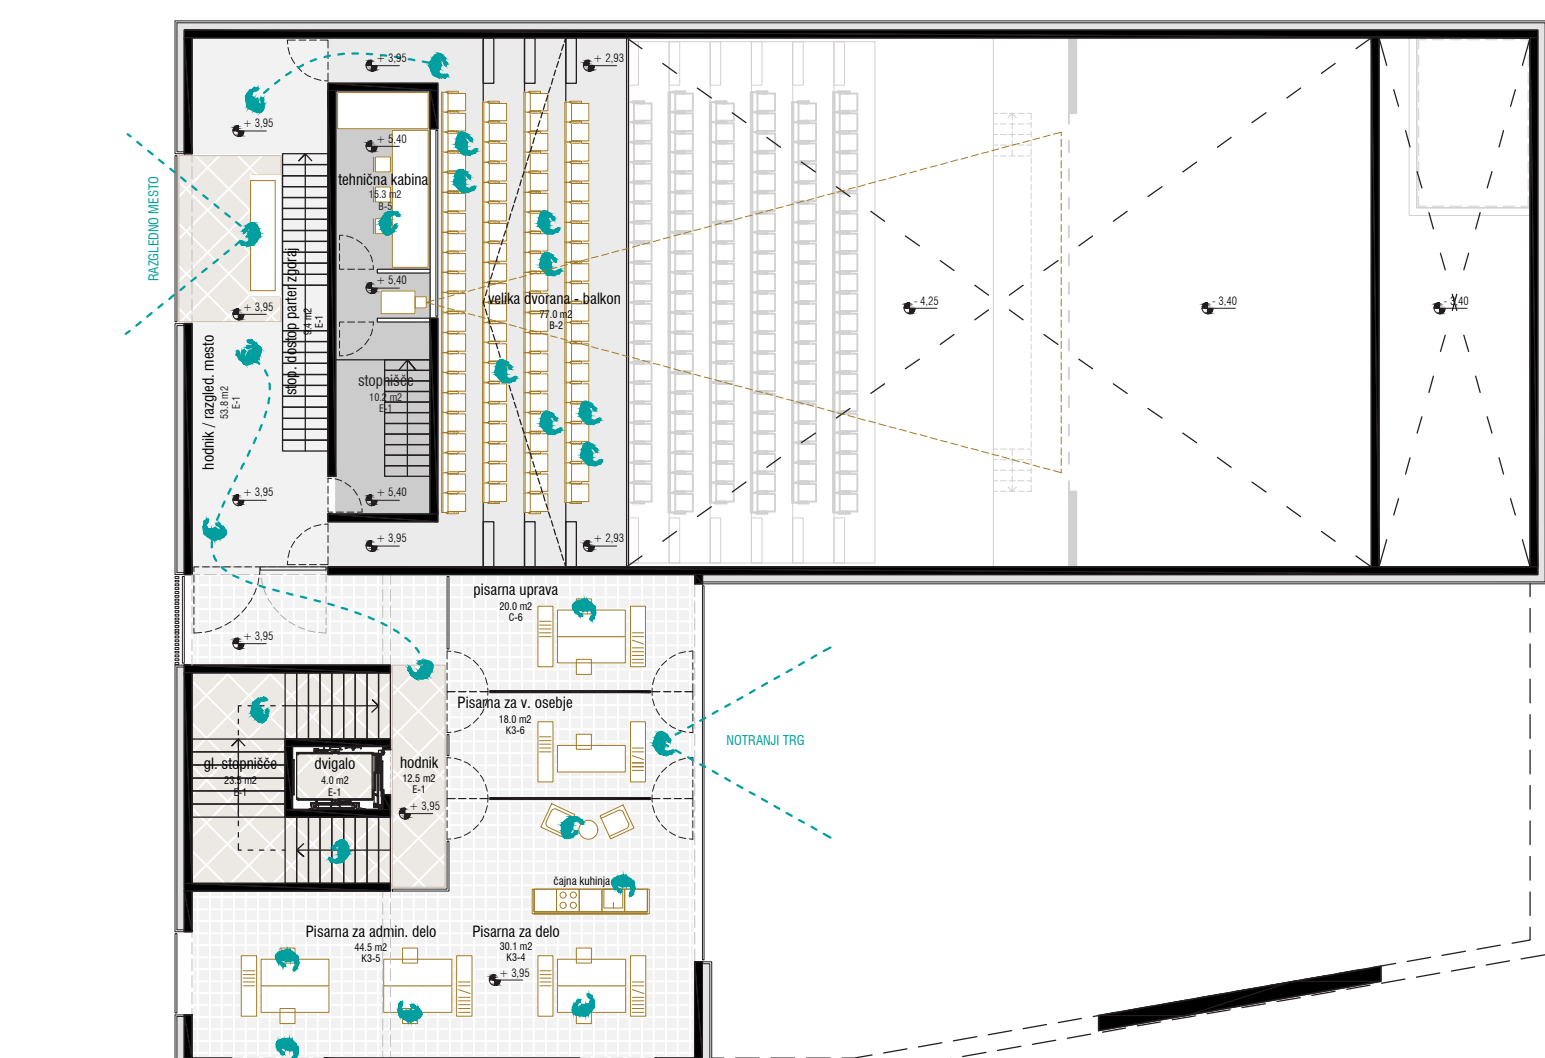 + 3,95
+ 2,93
+ 3,95
+ 5,40
tehnična kabina
15.3 m2
B-5
RAZGLEDNO MESTO
+ 5,40
velika dvorana - balkon
77.0 m2
B-2
- 4,25
- 3,40
- 3,40
+ 3,95
stop. dostop parter zgoraj
9.4 m2
E-1
hodnik / razgled. mesto
53.8 m2
E-1
stopnišče
10.2 m2
E-1
+ 3,95
+ 5,40
+ 3,95
+ 2,93
pisarna uprava
20.0 m2
C-6
+ 3,95
Pisarna za v. osebje
18.0 m2
K3-6
NOTRANJI TRG
gl. stopnišče
23.5 m2
E-1
dvigalo
4.0 m2
E-1
hodnik
12.5 m2
E-1
+ 3,95
čajna kuhinja
Pisarna za admin. delo
44.5 m2
K3-5
Pisarna za delo
30.1 m2
K3-4
+ 3,95